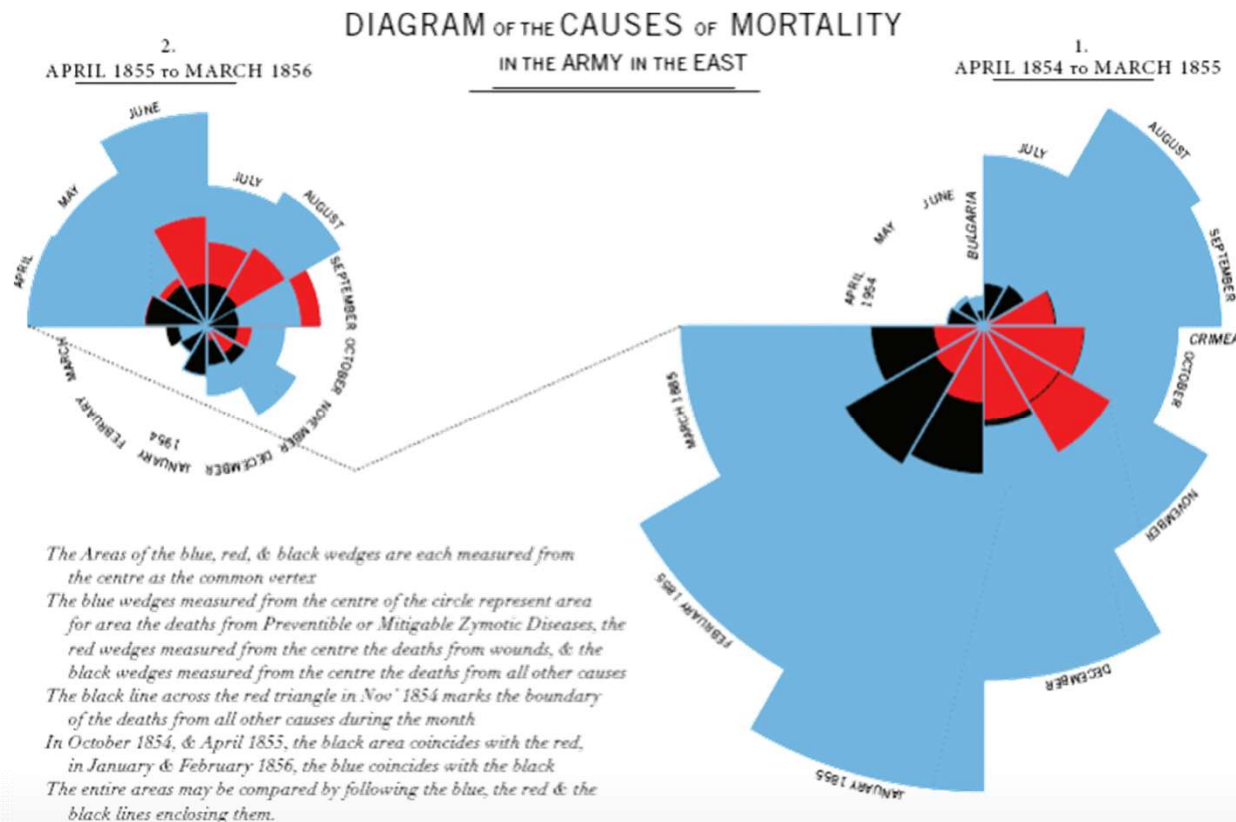 DIAGRAM OF THE CAUSES OF MORTALITY
IN THE ARMY IN THE EAST
2.
APRIL 1855 TO MARCH 1856
1.
APRIL 1854 TO MARCH 1855
APRIL
MAY
JUNE
JULY
AUGUST
SEPTEMBER
OCTOBER
NOVEMBER
DECEMBER
JANUARY
1954
FEBRUARY
MARCH
APRIL
1954
MAY
JUNE
BULGARIA
JULY
AUGUST
SEPTEMBER
CRIMEA
OCTOBER
NOVEMBER
DECEMBER
JANUARY 1855
FEBRUARY 1855
MARCH 1885
The Areas of the blue, red, & black wedges are each measured from
the centre as the common vertex
The blue wedges measured from the centre of the circle represent area
for area the deaths from Preventible or Mitigable Zymotic Diseases, the
red wedges measured from the centre the deaths from wounds, & the
black wedges measured from the centre the deaths from all other causes
The black line across the red triangle in Nov' 1854 marks the boundary
of the deaths from all other causes during the month
In October 1854, & April 1855, the black area coincides with the red,
in January & February 1856, the blue coincides with the black
The entire areas may be compared by following the blue, the red & the
black lines enclosing them.